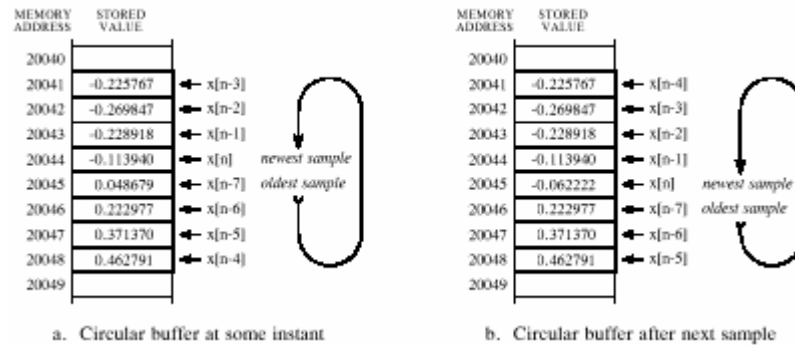 MEMORY ADDRESS STORED VALUE
20040
20041 -0.225767 x[n-3]
20042 -0.269847 x[n-2]
20043 -0.228918 x[n-1]
20044 -0.113940 x[n] newest sample
20045 0.048679 x[n-7] oldest sample
20046 0.222977 x[n-6]
20047 0.371370 x[n-5]
20048 0.462791 x[n-4]
20049
a. Circular buffer at some instant
MEMORY ADDRESS STORED VALUE
20040
20041 -0.225767 x[n-4]
20042 -0.269847 x[n-3]
20043 -0.228918 x[n-2]
20044 -0.113940 x[n-1]
20045 -0.062222 x[n] newest sample
20046 0.222977 x[n-7] oldest sample
20047 0.371370 x[n-6]
20048 0.462791 x[n-5]
20049
b. Circular buffer after next sample